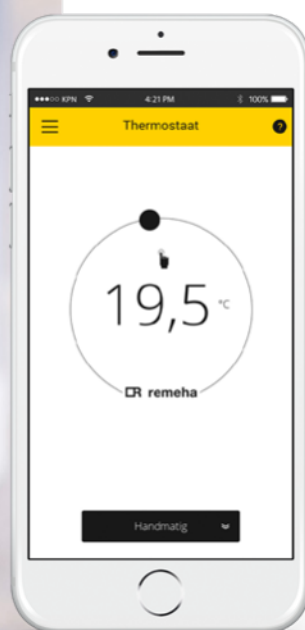 KPN 4:21 PM 100%
Thermostaat ?
19,5 °C
remeha
Handmatig